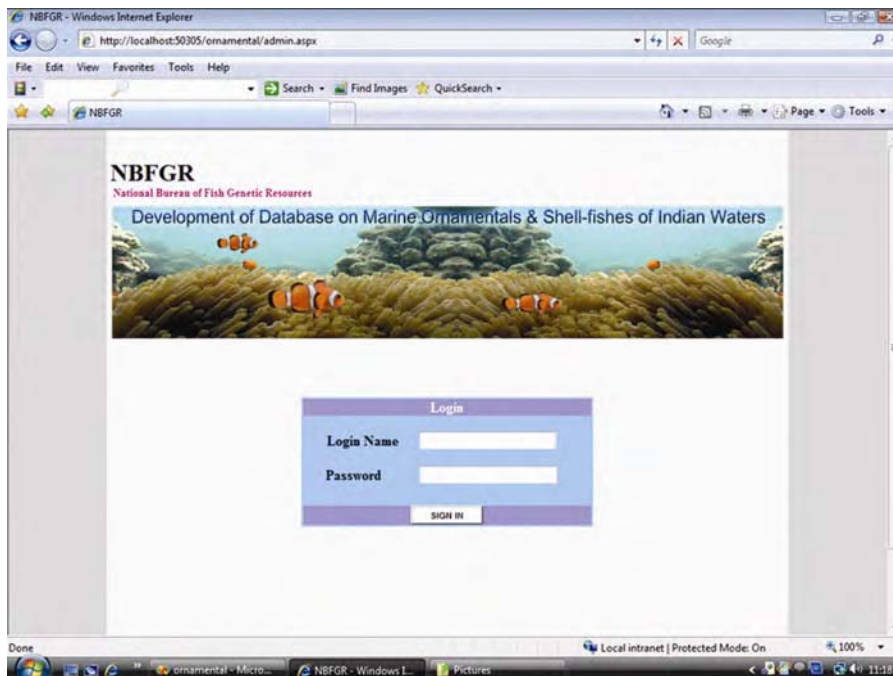 NBFGR - Windows Internet Explorer
http://localhost:50305/ornamental/admin.aspx
Google
File Edit View Favorites Tools Help
Search Find Images QuickSearch
NBFGR
Page Tools
NBFGR
National Bureau of Fish Genetic Resources
Development of Database on Marine Ornamentals & Shell-fishes of Indian Waters
Login
Login Name
Password
SIGN IN
Done
Local intranet | Protected Mode: On
100%
ornamental - Micro...
NBFGR - Windows I...
Pictures
11:18